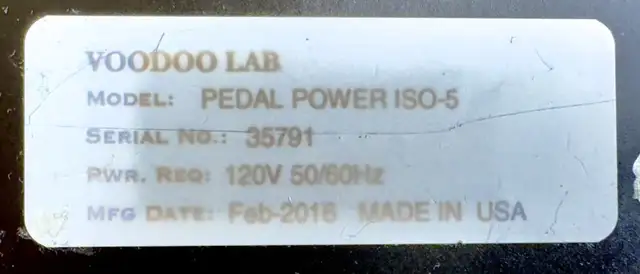 VOODOO LAB
MODEL: PEDAL POWER ISO-5
SERIAL NO.: 35791
PWR. REQ: 120V 50/60Hz
MFG DATE: Feb-2016 MADE IN USA